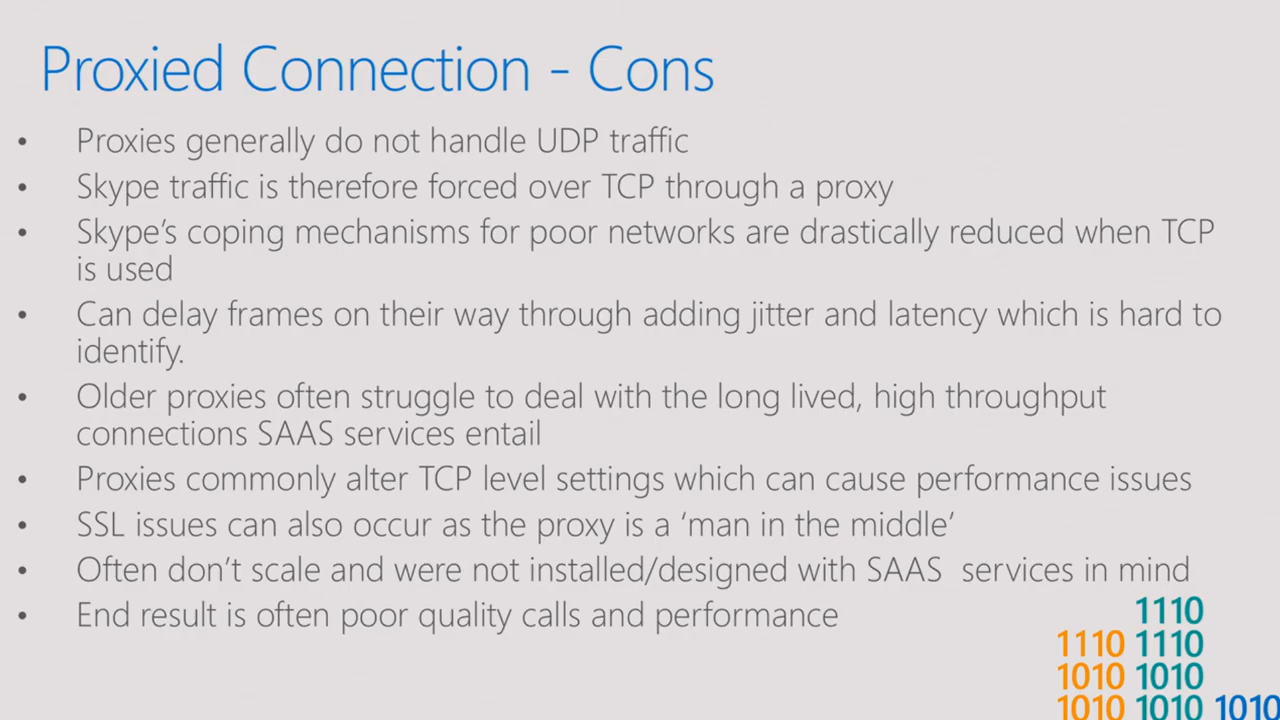 Proxied Connection - Cons
• Proxies generally do not handle UDP traffic
• Skype traffic is therefore forced over TCP through a proxy
• Skype's coping mechanisms for poor networks are drastically reduced when TCP
is used
• Can delay frames on their way through adding jitter and latency which is hard to
identify.
• Older proxies often struggle to deal with the long lived, high throughput
connections SAAS services entail
• Proxies commonly alter TCP level settings which can cause performance issues
• SSL issues can also occur as the proxy is a ‘man in the middle’
• Often don't scale and were not installed/designed with SAAS  services in mind
• End result is often poor quality calls and performance
1110
1110 1110
1010 1010
1010 1010 1010